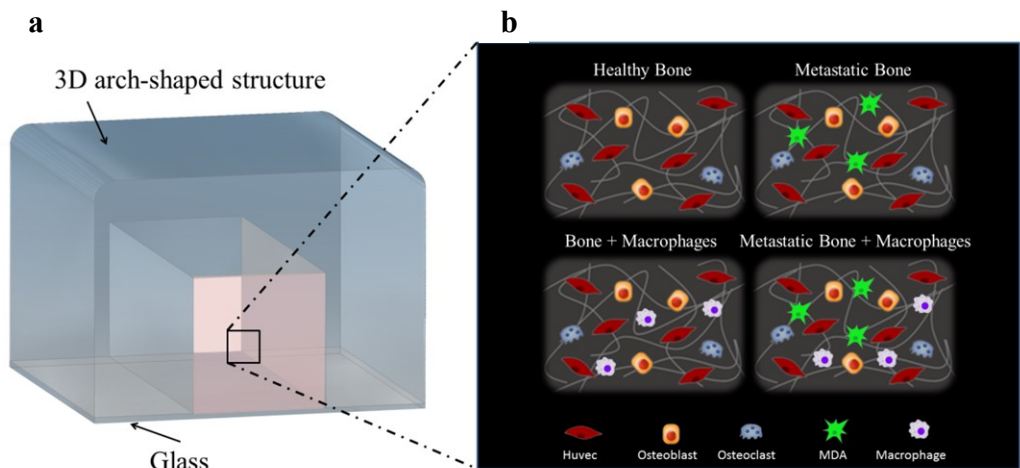 a
b
3D arch-shaped structure
Glass
Healthy Bone
Metastatic Bone
Bone + Macrophages
Metastatic Bone + Macrophages
Huvec
Osteoblast
Osteoclast
MDA
Macrophage